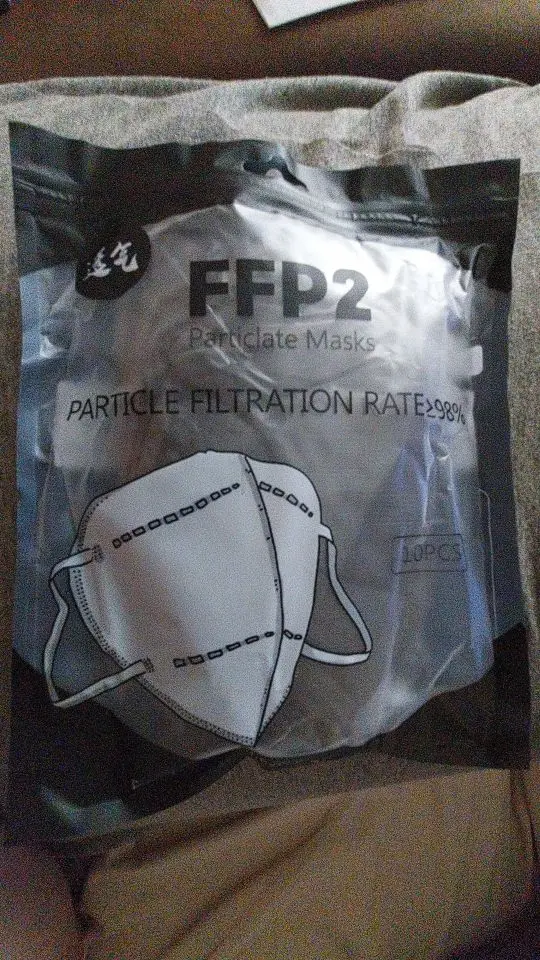 透气
FFP2
Particlate Masks
PARTICLE FILTRATION RATE≥98%
10PCS